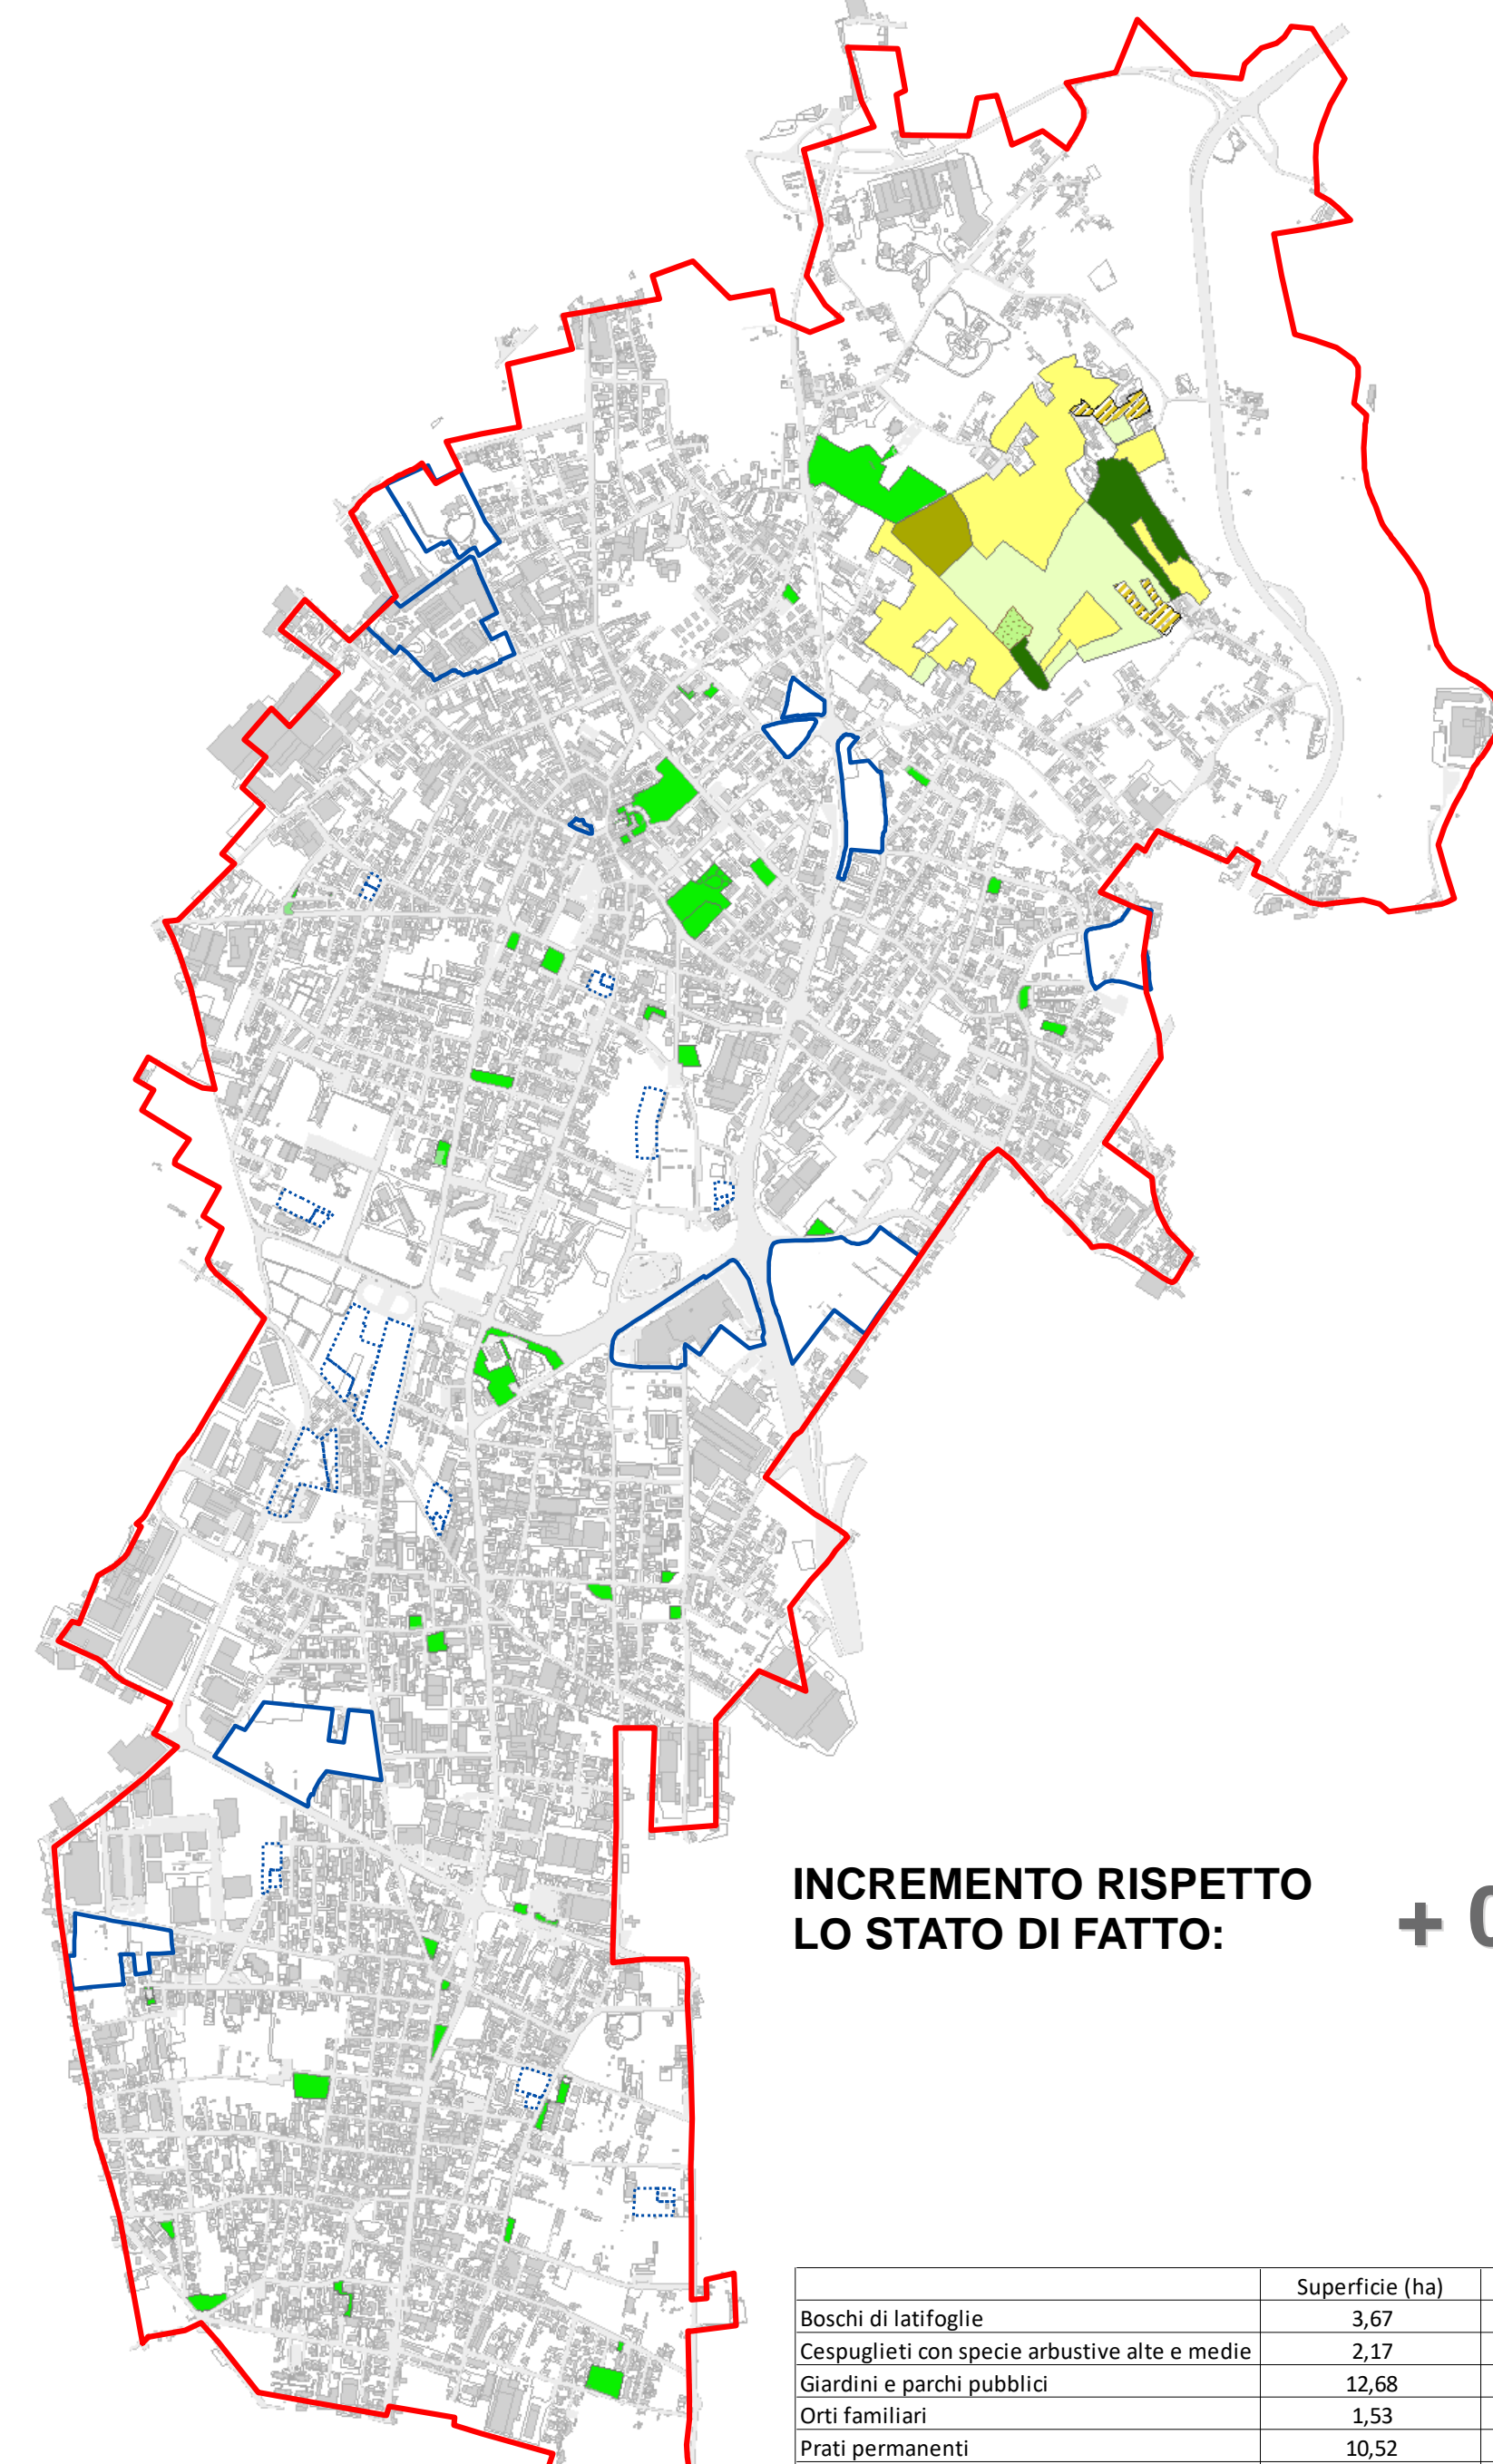 INCREMENTO RISPETTO
LO STATO DI FATTO:
+ 0
Superficie (ha)
Boschi di latifoglie 3,67
Cespuglieti con specie arbustive alte e medie 2,17
Giardini e parchi pubblici 12,68
Orti familiari 1,53
Prati permanenti 10,52